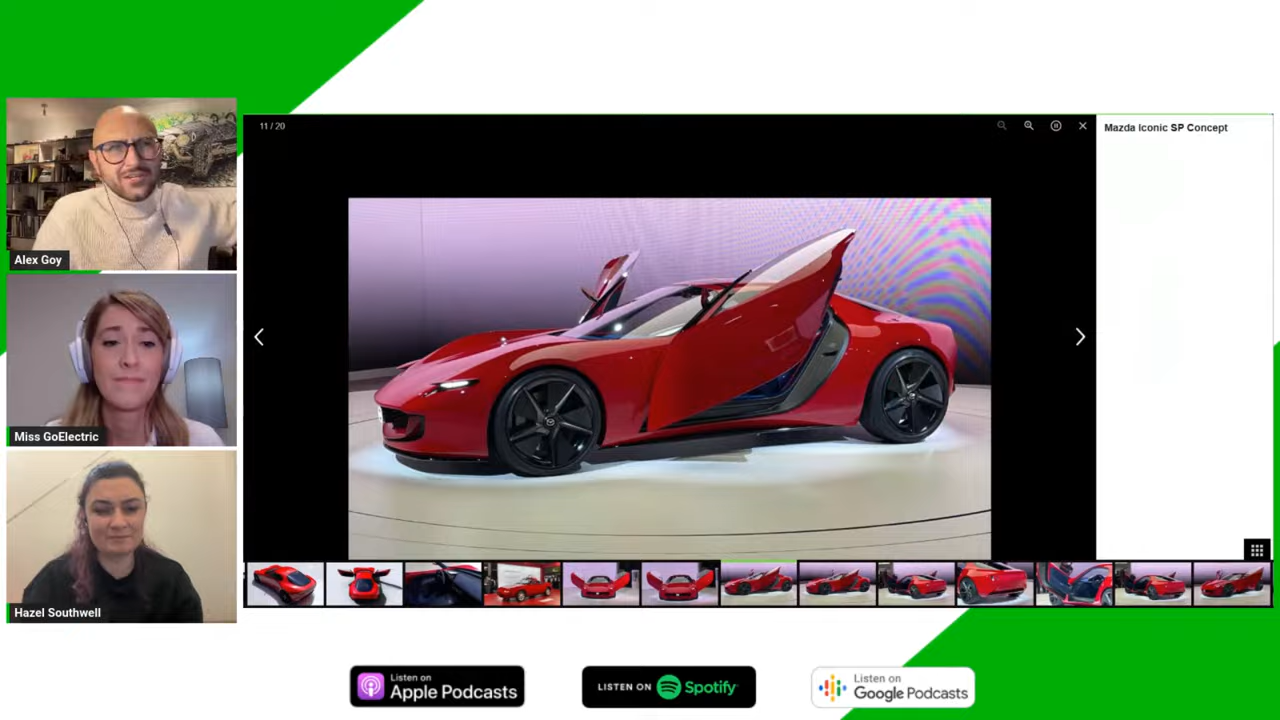 Alex Goy
Miss GoElectric
Hazel Southwell
11 / 20
Mazda Iconic SP Concept
Listen on
Apple Podcasts
LISTEN ON
Spotify
Listen on
Google Podcasts